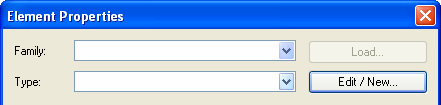 Element Properties
Family: Load...
Type: Edit / New...